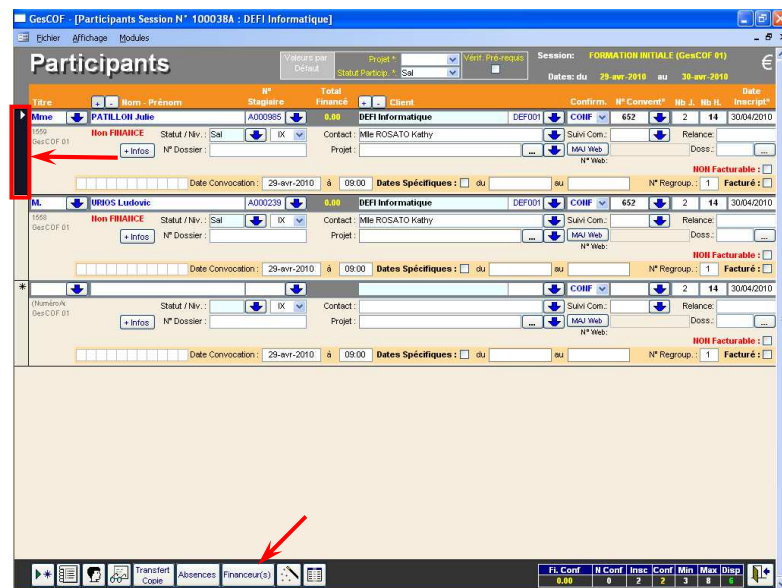 GesCOF - [Participants Session N° 100038A : DEFI Informatique]
Fichier Affichage Modules
Participants
Valeurs par Défaut
Projet *:
Statut Particip. *: Sal
Vérif. Pré-requis
Session: FORMATION INITIALE (GesCOF 01)
Dates: du 29-avr-2010 au 30-avr-2010
€
Titre + - Nom - Prénom N° Stagiaire Total Financé + - Client Confirm. N° Convent° Nb J. Nb H. Date Inscript°
Mme PATILLON Julie A000985 0.00 DEFI Informatique DEF001 CONF 652 2 14 30/04/2010
1559 Non FINANCE Statut / Niv. : Sal IX Contact : Mlle ROSATO Kathy Suivi Com.: Relance:
GesCOF 01 + Infos N° Dossier : Projet : ... MAJ Web Doss.: ...
N° Web:
NON Facturable :
Date Convocation : 29-avr-2010 à 09:00 Dates Spécifiques : du au N° Regroup. : 1 Facturé :
M. URIOS Ludovic A000239 0.00 DEFI Informatique DEF001 CONF 652 2 14 30/04/2010
1558 Non FINANCE Statut / Niv. : Sal IX Contact : Mlle ROSATO Kathy Suivi Com.: Relance:
GesCOF 01 + Infos N° Dossier : Projet : ... MAJ Web Doss.: ...
N° Web:
NON Facturable :
Date Convocation : 29-avr-2010 à 09:00 Dates Spécifiques : du au N° Regroup. : 1 Facturé :
* CONF 2 14 30/04/2010
(NuméroA Statut / Niv. : IX Contact : Suivi Com.: Relance:
GesCOF 01 + Infos N° Dossier : Projet : ... MAJ Web Doss.: ...
N° Web:
NON Facturable :
Date Convocation : 29-avr-2010 à 09:00 Dates Spécifiques : du au N° Regroup. : 1 Facturé :
Transfert Copie Absences Financeur(s)
Fi. Conf N Conf Insc Conf Min Max Disp
0.00 0 2 2 3 8 6